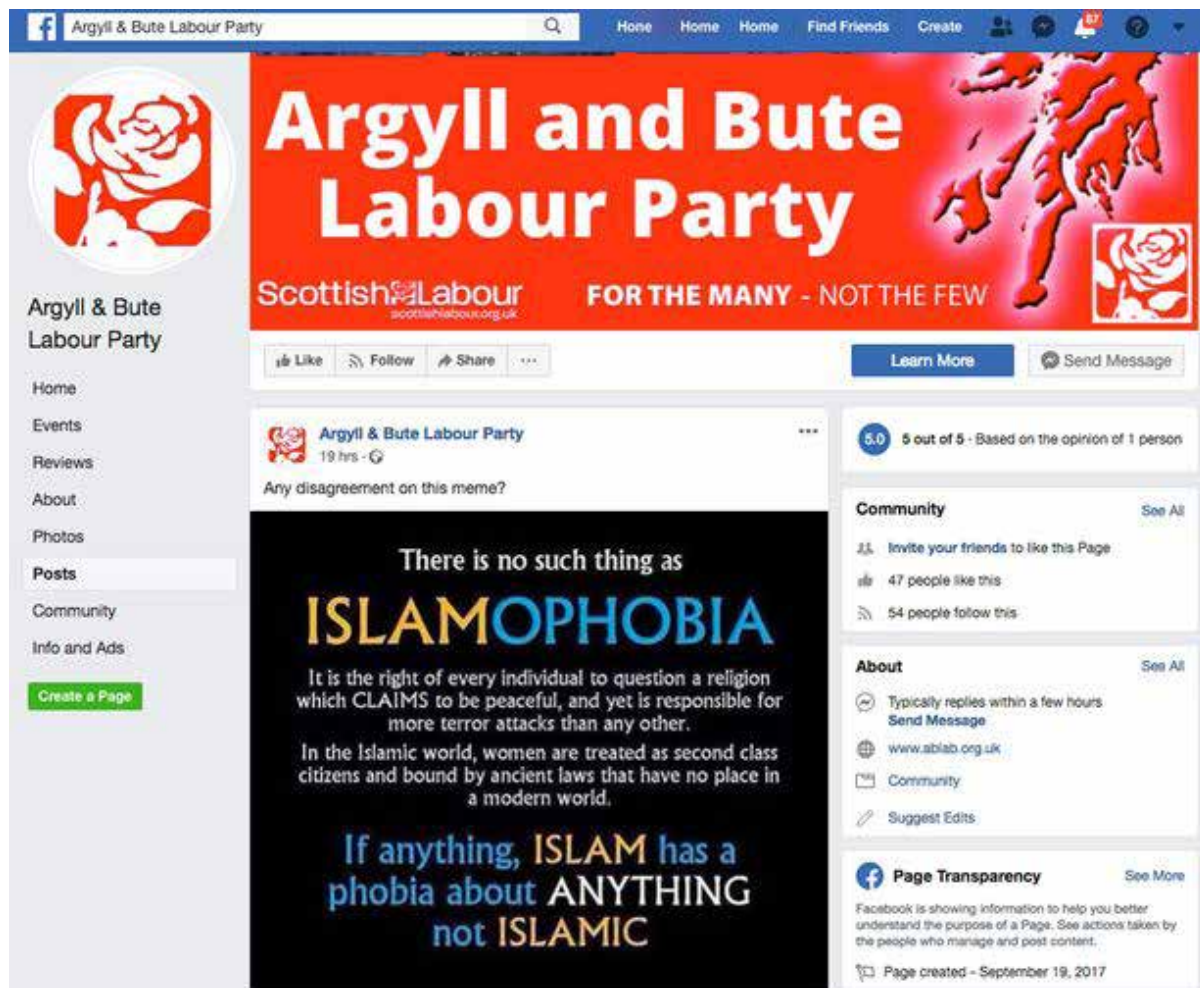 Argyll & Bute Labour Party
Hone Home Home Find Friends Create 87
Argyll and Bute
Labour Party
Scottish Labour
scottishlabour.org.uk
FOR THE MANY - NOT THE FEW
Argyll & Bute
Labour Party
Home
Events
Reviews
About
Photos
Posts
Community
Info and Ads
Create a Page
Like Follow Share ...
Learn More
Send Message
Argyll & Bute Labour Party
19 hrs
Any disagreement on this meme?
There is no such thing as
ISLAMOPHOBIA
It is the right of every individual to question a religion
which CLAIMS to be peaceful, and yet is responsible for
more terror attacks than any other.
In the Islamic world, women are treated as second class
citizens and bound by ancient laws that have no place in
a modern world.
If anything, ISLAM has a
phobia about ANYTHING
not ISLAMIC
5.0 5 out of 5 - Based on the opinion of 1 person
Community See All
Invite your friends to like this Page
47 people like this
54 people follow this
About See All
Typically replies within a few hours
Send Message
www.ablab.org.uk
Community
Suggest Edits
Page Transparency See More
Facebook is showing information to help you better
understand the purpose of a Page. See actions taken by
the people who manage and post content.
Page created - September 19, 2017